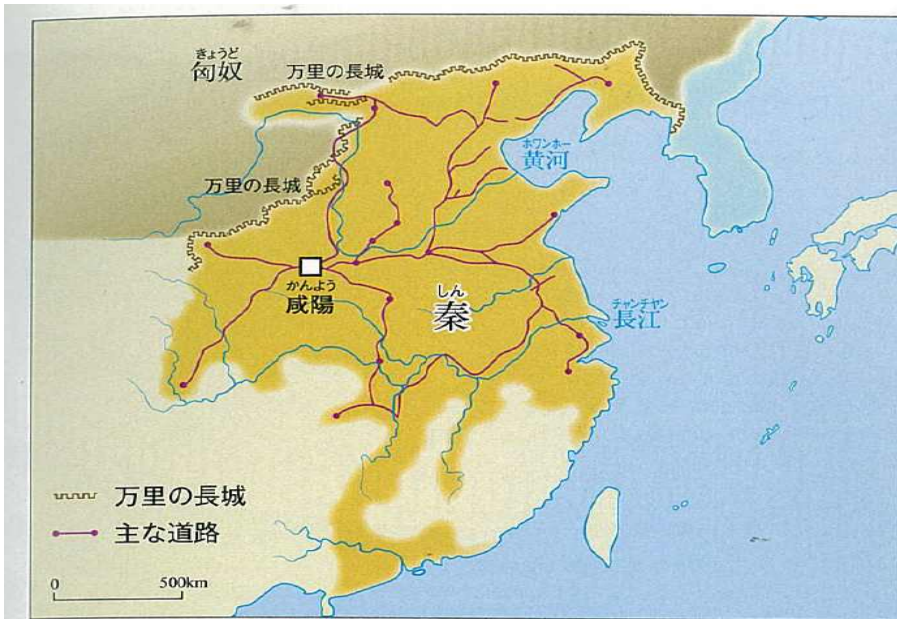 きょうど
匈奴
万里の長城
ホワンホー
黄河
万里の長城
かんよう
咸陽
しん
秦
チャンチヤン
長江
万里の長城
主な道路
0 500km